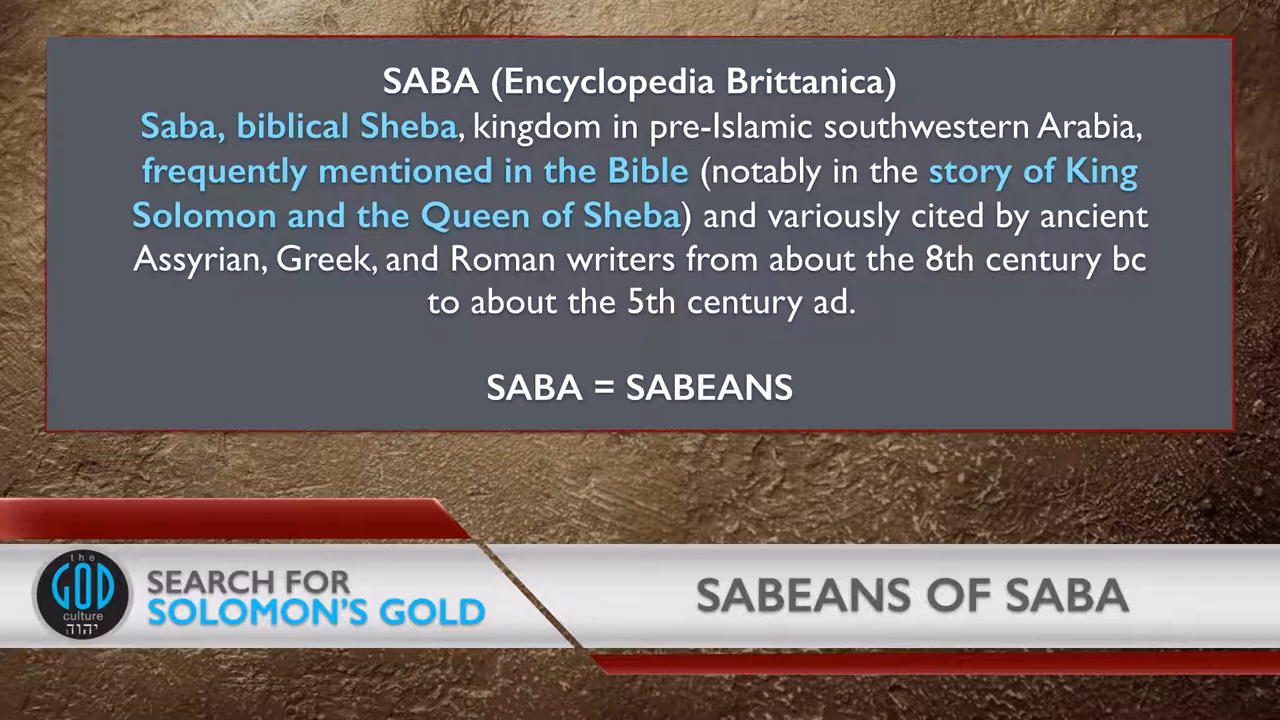 SABA (Encyclopedia Brittanica)
Saba, biblical Sheba, kingdom in pre-Islamic southwestern Arabia,
frequently mentioned in the Bible (notably in the story of King
Solomon and the Queen of Sheba) and variously cited by ancient
Assyrian, Greek, and Roman writers from about the 8th century bc
to about the 5th century ad.
SABA = SABEANS
the
GOD
culture
יהוה
SEARCH FOR
SOLOMON'S GOLD
SABEANS OF SABA